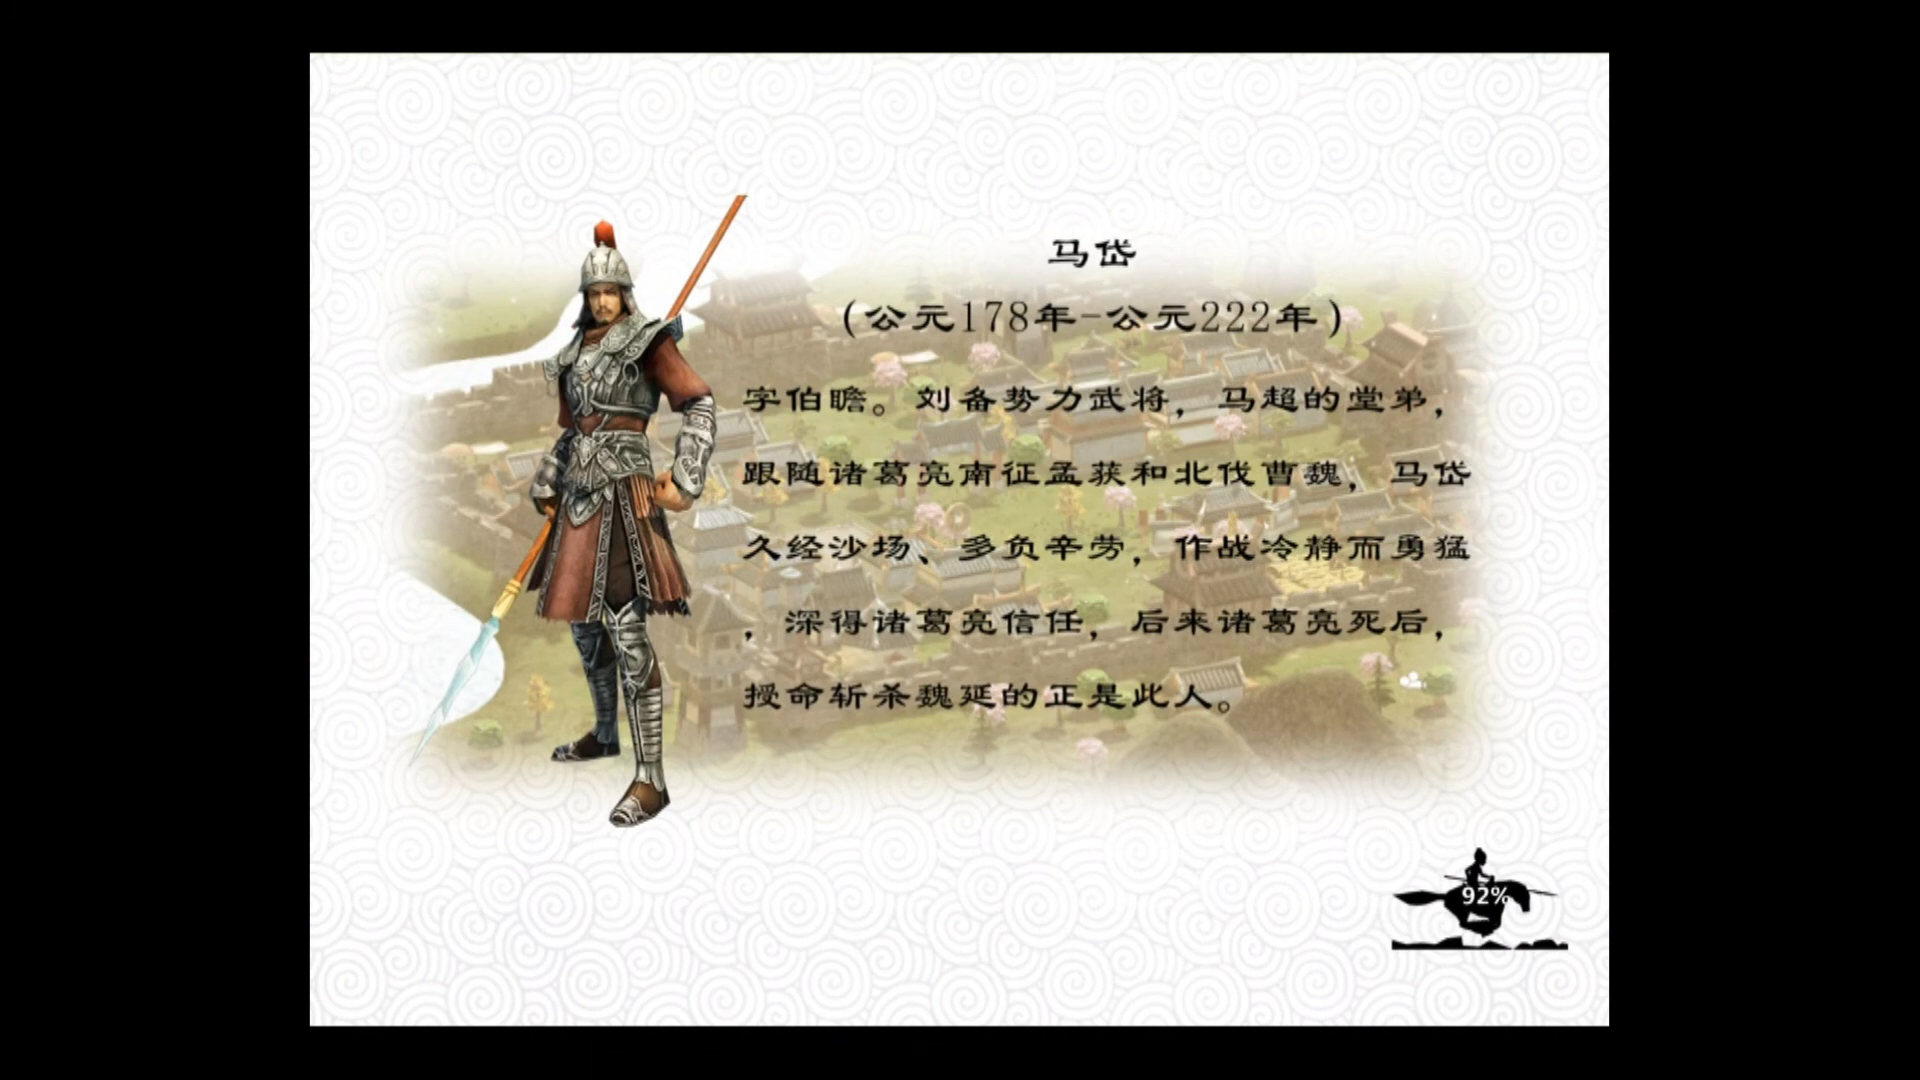 马岱
(公元178年-公元222年)
字伯瞻。刘备势力武将，马超的堂弟，
跟随诸葛亮南征孟获和北伐曹魏，马岱
久经沙场、多负辛劳，作战冷静而勇猛
，深得诸葛亮信任，后来诸葛亮死后，
授命斩杀魏延的正是此人。
92%